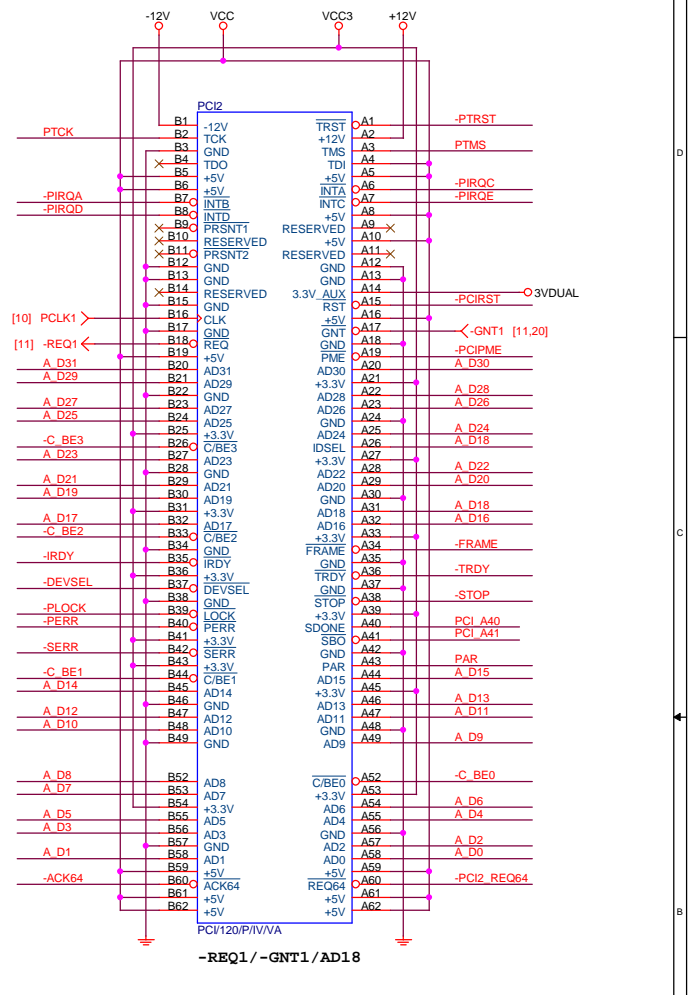 -12V VCC VCC3 +12V
PCI2
B1 -12V TRST A1 -PTRST
PTCK B2 TCK +12V A2
B3 GND TMS A3 PTMS
B4 TDO TDI A4
B5 +5V +5V A5
B6 +5V INTA A6 -PIRQC
-PIRQA B7 INTB INTC A7 -PIRQE
-PIRQD B8 INTD +5V A8
B9 PRSNT1 RESERVED A9
B10 RESERVED +5V A10
B11 PRSNT2 RESERVED A11
B12 GND GND A12
B13 GND GND A13
B14 RESERVED 3.3V_AUX A14 3VDUAL
B15 GND RST A15 -PCIRST
[10] PCLK1 B16 CLK +5V A16
B17 GND GNT A17 -GNT1 [11,20]
[11] -REQ1 B18 REQ GND A18
B19 +5V PME A19 -PCIPME
A_D31 B20 AD31 AD30 A20 A_D30
A_D29 B21 AD29 +3.3V A21
B22 GND AD28 A22 A_D28
A_D27 B23 AD27 AD26 A23 A_D26
A_D25 B24 AD25 GND A24
B25 +3.3V AD24 A25 A_D24
-C_BE3 B26 C/BE3 IDSEL A26 A_D18
A_D23 B27 AD23 +3.3V A27
B28 GND AD22 A28 A_D22
A_D21 B29 AD21 AD20 A29 A_D20
A_D19 B30 AD19 GND A30
B31 +3.3V AD18 A31 A_D18
A_D17 B32 AD17 AD16 A32 A_D16
-C_BE2 B33 C/BE2 +3.3V A33
B34 GND FRAME A34 -FRAME
-IRDY B35 IRDY GND A35
B36 +3.3V TRDY A36 -TRDY
-DEVSEL B37 DEVSEL GND A37
B38 GND STOP A38 -STOP
-PLOCK B39 LOCK +3.3V A39
-PERR B40 PERR SDONE A40 PCI_A40
B41 +3.3V SBO A41 PCI_A41
-SERR B42 SERR GND A42
B43 +3.3V PAR A43 PAR
-C_BE1 B44 C/BE1 AD15 A44 A_D15
A_D14 B45 AD14 +3.3V A45
B46 GND AD13 A46 A_D13
A_D12 B47 AD12 AD11 A47 A_D11
A_D10 B48 AD10 GND A48
B49 GND AD9 A49 A_D9
A_D8 B52 AD8 C/BE0 A52 -C_BE0
A_D7 B53 AD7 +3.3V A53
B54 +3.3V AD6 A54 A_D6
A_D5 B55 AD5 AD4 A55 A_D4
A_D3 B56 AD3 GND A56
B57 GND AD2 A57 A_D2
A_D1 B58 AD1 AD0 A58 A_D0
B59 +5V +5V A59
-ACK64 B60 ACK64 REQ64 A60 -PCI2_REQ64
B61 +5V +5V A61
B62 +5V +5V A62
PCI/120/P/IV/VA
-REQ1/-GNT1/AD18
D
C
B